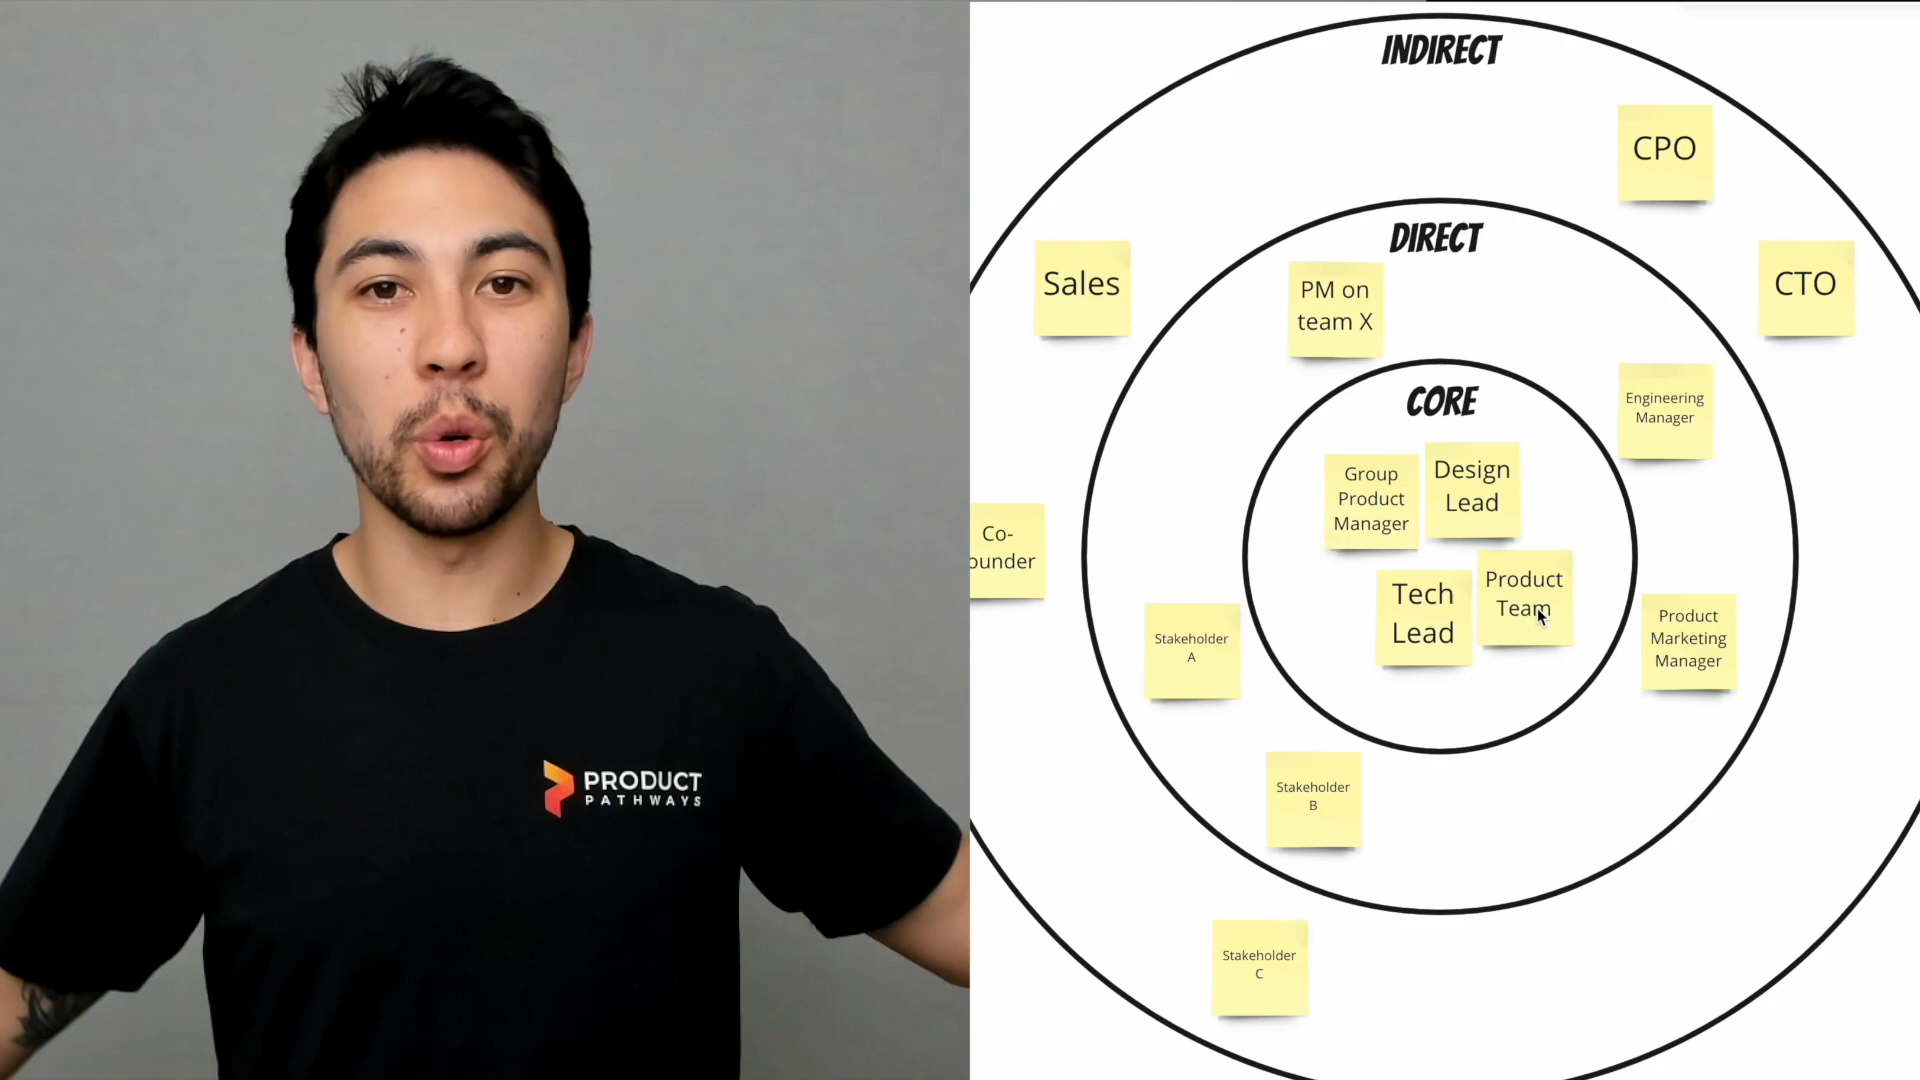 INDIRECT
CPO
Sales
CTO
DIRECT
PM on
team X
CORE
Engineering
Manager
Group
Product
Manager
Design
Lead
Co-
ounder
Tech
Lead
Product
Team
Stakeholder
A
Product
Marketing
Manager
Stakeholder
B
Stakeholder
C
PRODUCT
PATHWAYS